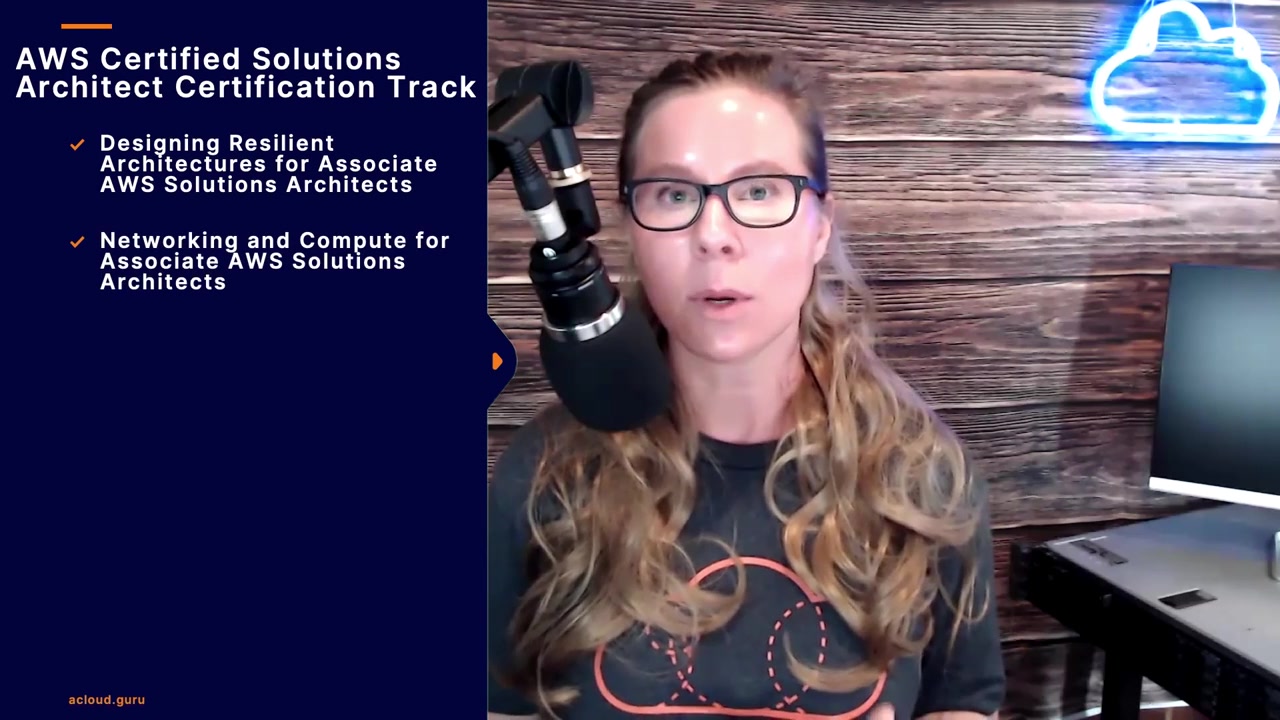 AWS Certified Solutions
Architect Certification Track
Designing Resilient
Architectures for Associate
AWS Solutions Architects
Networking and Compute for
Associate AWS Solutions
Architects
acloud.guru